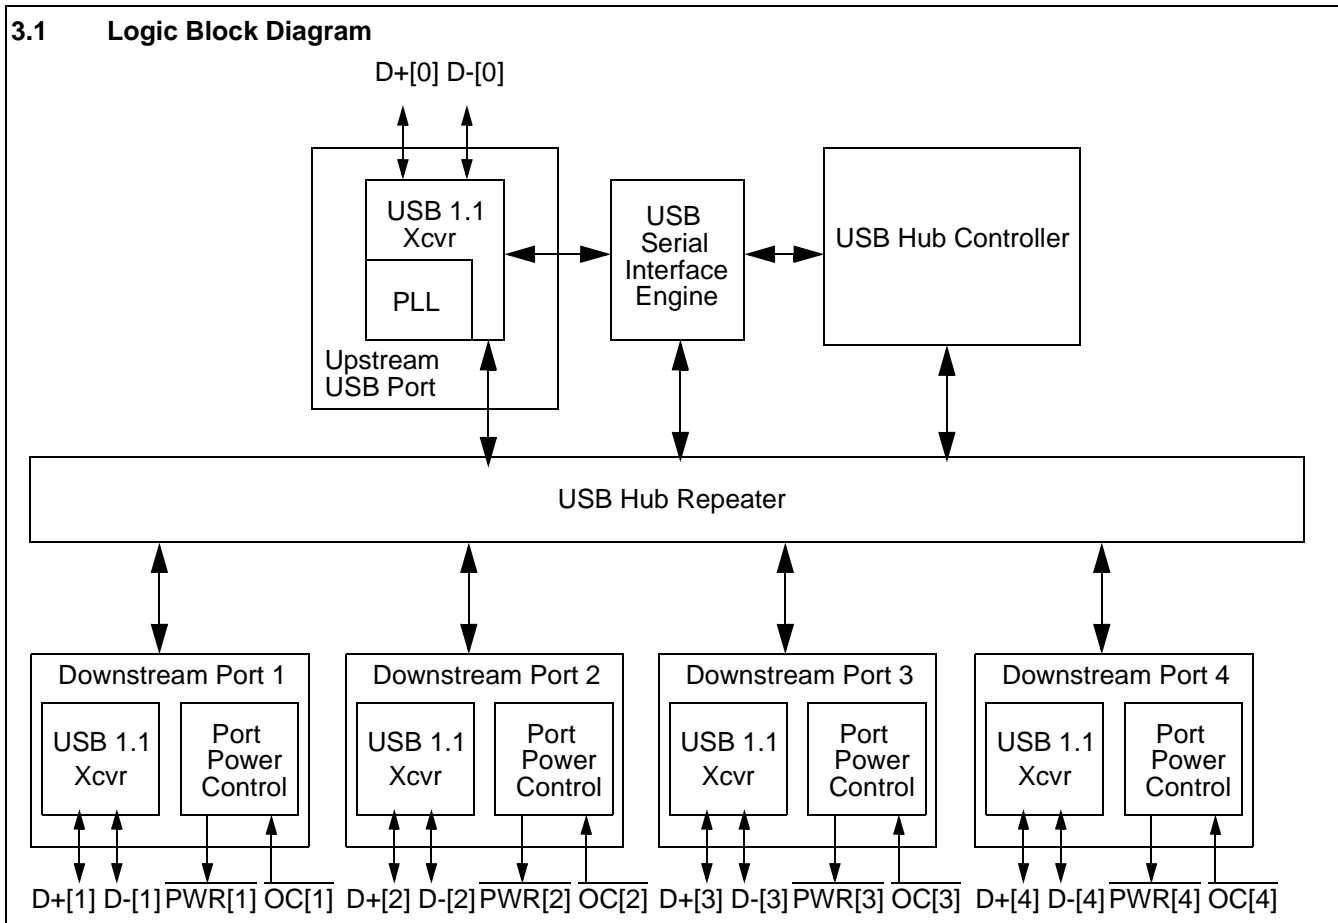 3.1 Logic Block Diagram
D+[0] D-[0]
USB 1.1
Xcvr
PLL
Upstream
USB Port
USB
Serial
Interface
Engine
USB Hub Controller
USB Hub Repeater
Downstream Port 1
USB 1.1
Xcvr
Port
Power
Control
Downstream Port 2
USB 1.1
Xcvr
Port
Power
Control
Downstream Port 3
USB 1.1
Xcvr
Port
Power
Control
Downstream Port 4
USB 1.1
Xcvr
Port
Power
Control
D+[1] D-[1] PWR[1] OC[1] D+[2] D-[2] PWR[2] OC[2] D+[3] D-[3] PWR[3] OC[3] D+[4] D-[4] PWR[4] OC[4]